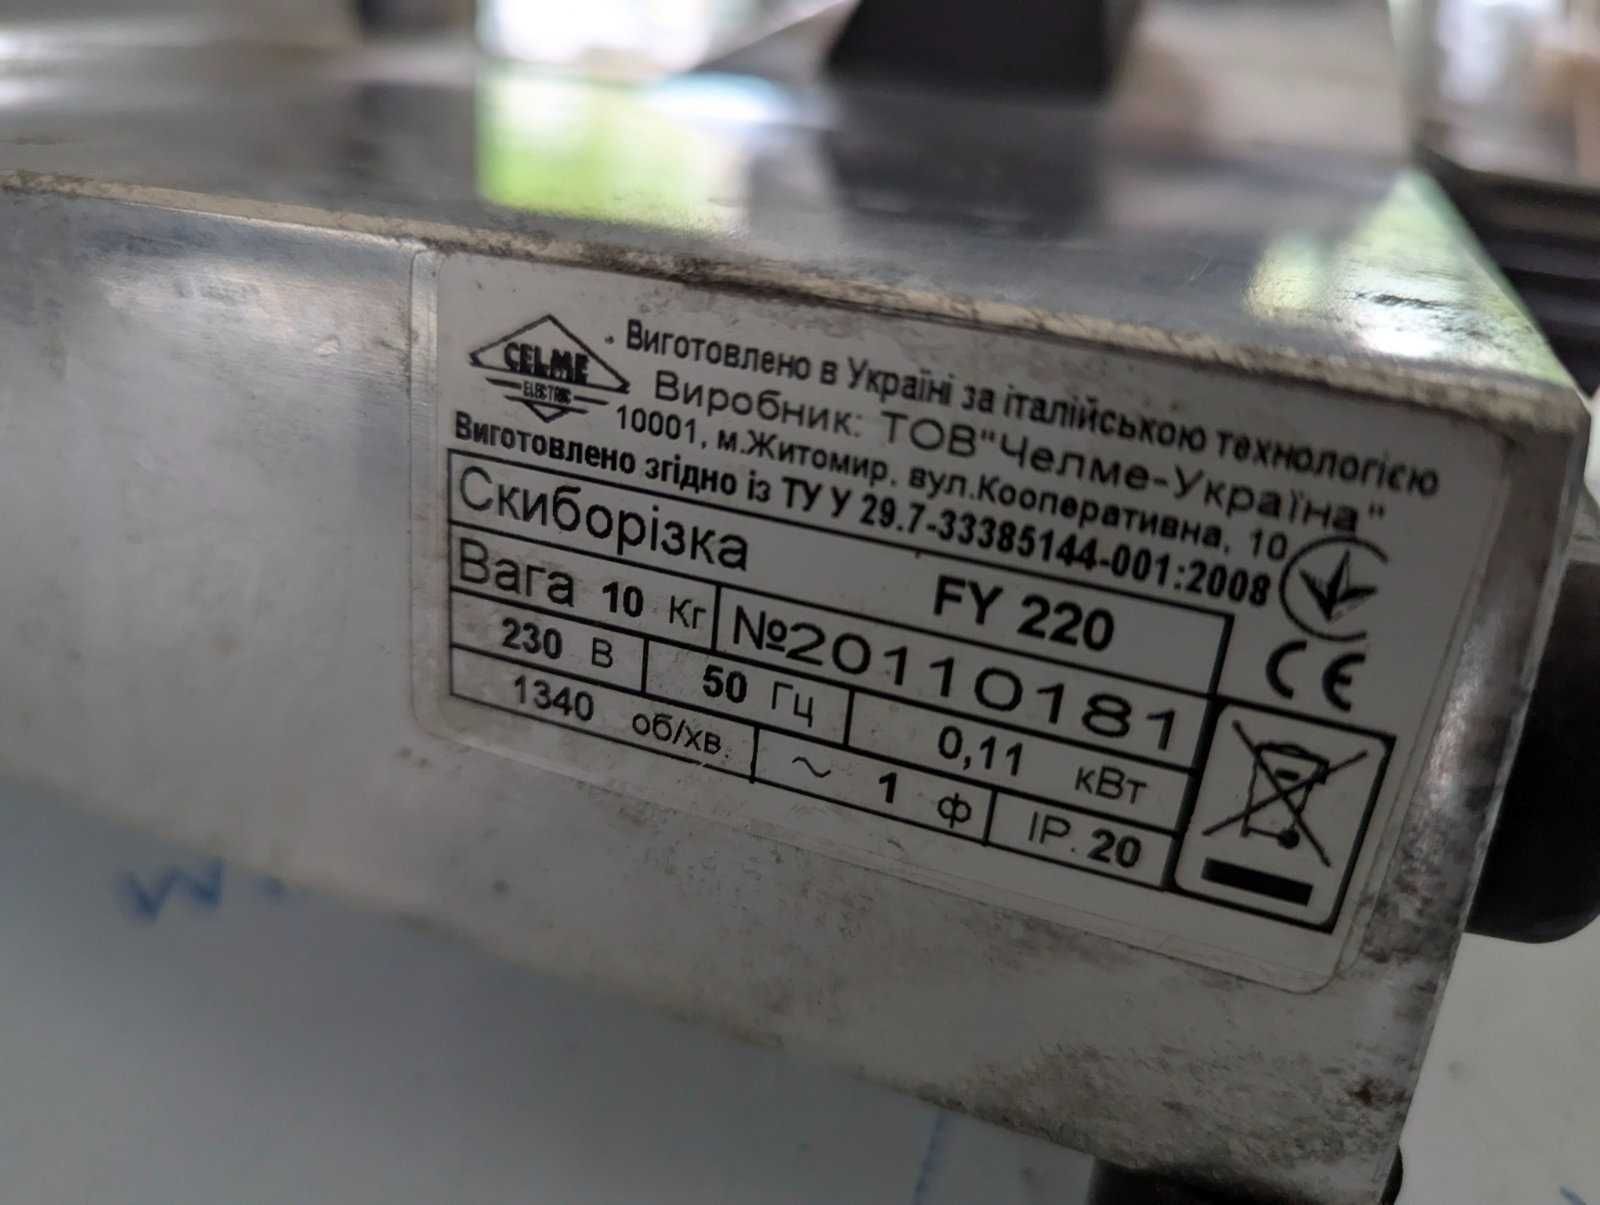 CELME
ELECTRIC
Виготовлено в Україні за італійською технологією
Виробник: ТОВ"Челме-Україна"
10001, м.Житомир, вул.Кооперативна, 10
Виготовлено згідно із ТУ У 29.7-33385144-001:2008
Скиборізка FY 220
CE
Вага 10 Кг №20110181
230 В 50 Гц 0,11 кВт
1340 об/хв. ~ 1 ф IP. 20